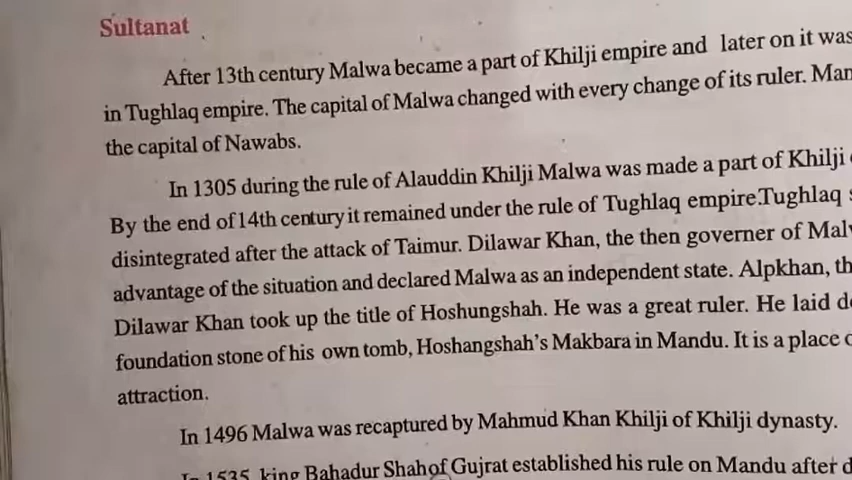 Sultanat
After 13th century Malwa became a part of Khilji empire and later on it was
in Tughlaq empire. The capital of Malwa changed with every change of its ruler.
the capital of Nawabs.
In 1305 during the rule of Alauddin Khilji Malwa was made a part of Khilji
By the end of 14th century it remained under the rule of Tughlaq empire.Tughlaq
disintegrated after the attack of Taimur. Dilawar Khan, the then governer of
advantage of the situation and declared Malwa as an independent state. Alpkhan,
Dilawar Khan took up the title of Hoshungshah. He was a great ruler. He laid
foundation stone of his own tomb, Hoshangshah's Makbara in Mandu. It is a place
attraction.
In 1496 Malwa was recaptured by Mahmud Khan Khilji of Khilji dynasty.
In 1535, king Bahadur Shah of Gujrat established his rule on Mandu after